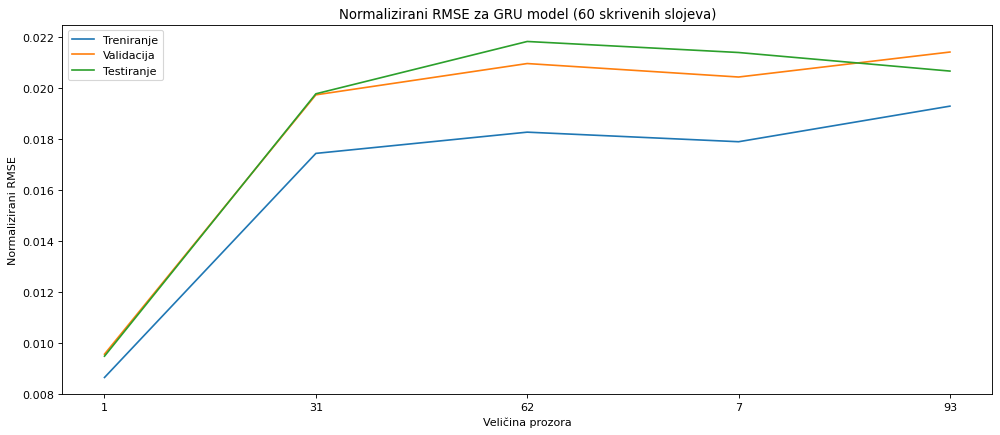 Normalizirani RMSE za GRU model (60 skrivenih slojeva)
Treniranje
Validacija
Testiranje
Normalizirani RMSE
0.022
0.020
0.018
0.016
0.014
0.012
0.010
0.008
1 31 62 7 93
Veličina prozora